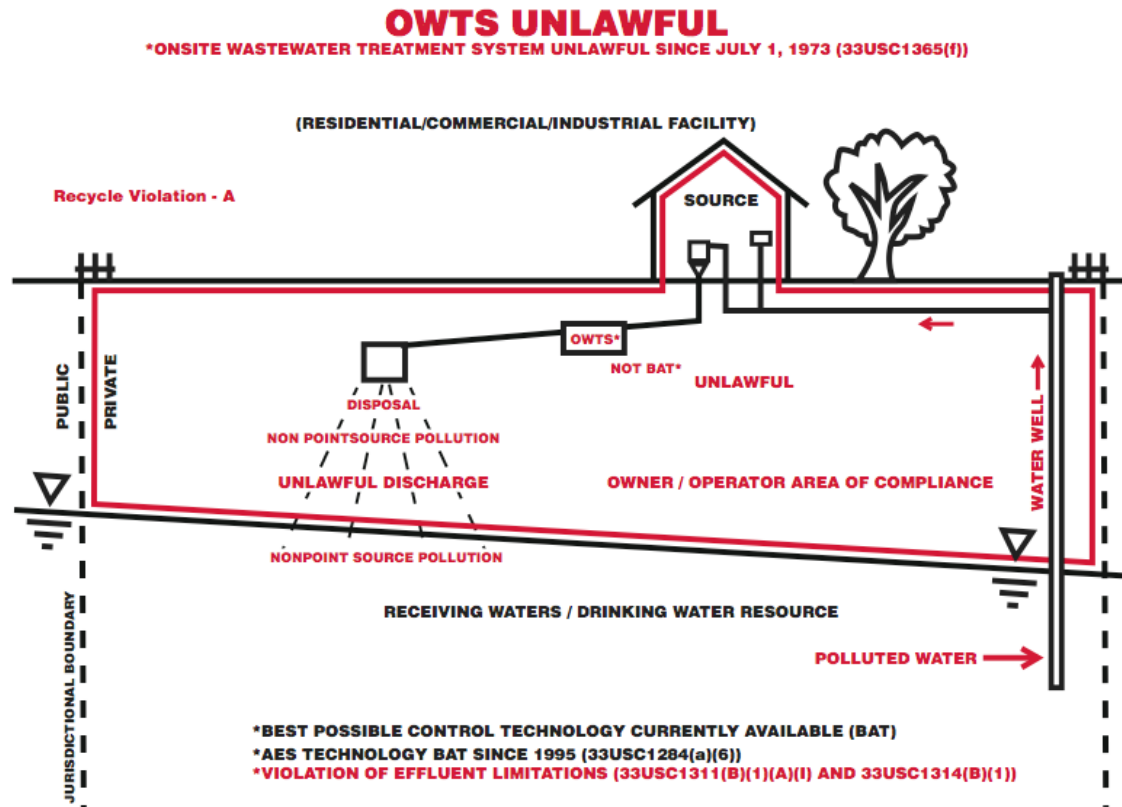 OWTS UNLAWFUL
*ONSITE WASTEWATER TREATMENT SYSTEM UNLAWFUL SINCE JULY 1, 1973 (33USC1365(f))
(RESIDENTIAL/COMMERCIAL/INDUSTRIAL FACILITY)
Recycle Violation - A
SOURCE
OWTS*
NOT BAT*
UNLAWFUL
PUBLIC
PRIVATE
DISPOSAL
NON POINTSOURCE POLLUTION
UNLAWFUL DISCHARGE
OWNER / OPERATOR AREA OF COMPLIANCE
WATER WELL
NONPOINT SOURCE POLLUTION
RECEIVING WATERS / DRINKING WATER RESOURCE
POLLUTED WATER
JURISDICTIONAL BOUNDARY
*BEST POSSIBLE CONTROL TECHNOLOGY CURRENTLY AVAILABLE (BAT)
*AES TECHNOLOGY BAT SINCE 1995 (33USC1284(a)(6))
*VIOLATION OF EFFLUENT LIMITATIONS (33USC1311(B)(1)(A)(I) AND 33USC1314(B)(1))